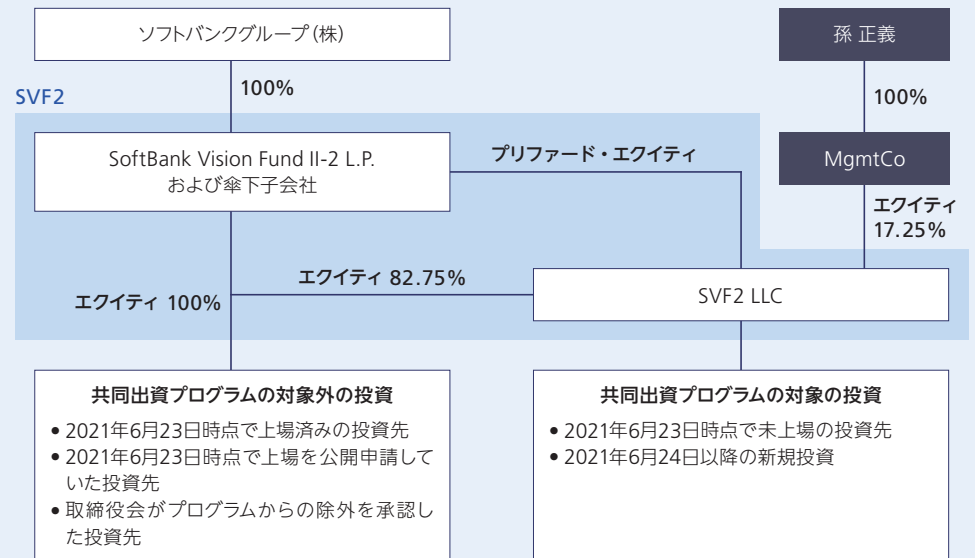 ソフトバンクグループ(株)
孫 正義
100%
100%
SVF2
SoftBank Vision Fund II-2 L.P.
および傘下子会社
プリファード・エクイティ
MgmtCo
エクイティ
17.25%
エクイティ 82.75%
エクイティ 100%
SVF2 LLC
共同出資プログラムの対象外の投資
• 2021年6月23日時点で上場済みの投資先
• 2021年6月23日時点で上場を公開申請して
いた投資先
• 取締役会がプログラムからの除外を承認し
た投資先
共同出資プログラムの対象の投資
• 2021年6月23日時点で未上場の投資先
• 2021年6月24日以降の新規投資